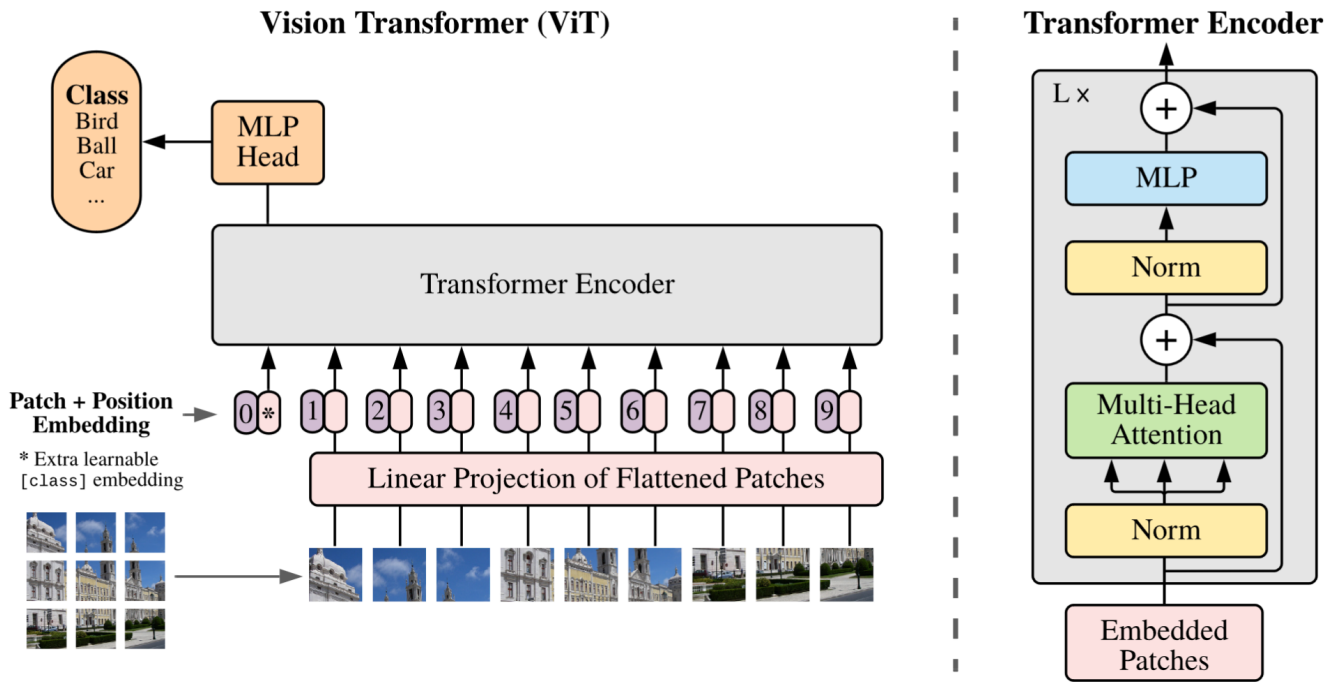 Vision Transformer (ViT)
Class
Bird
Ball
Car
...
MLP
Head
Transformer Encoder
Patch + Position
Embedding
* Extra learnable
[class] embedding
0 * 1 2 3 4 5 6 7 8 9
Linear Projection of Flattened Patches
Transformer Encoder
L ×
+
MLP
Norm
+
Multi-Head
Attention
Norm
Embedded
Patches